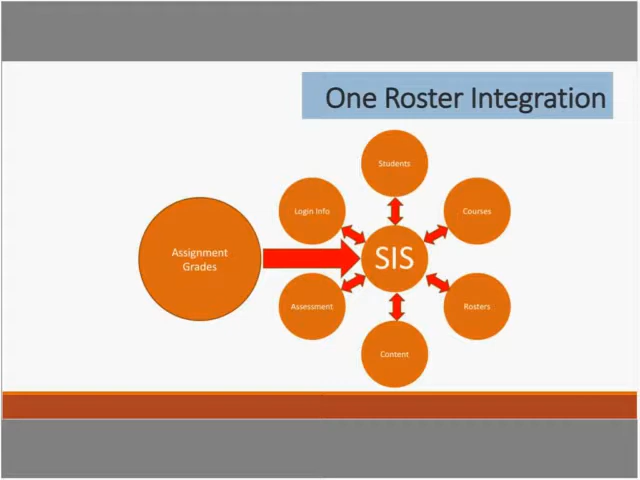 One Roster Integration
Students
Login Info
Courses
Assignment
Grades
SIS
Assessment
Rosters
Content